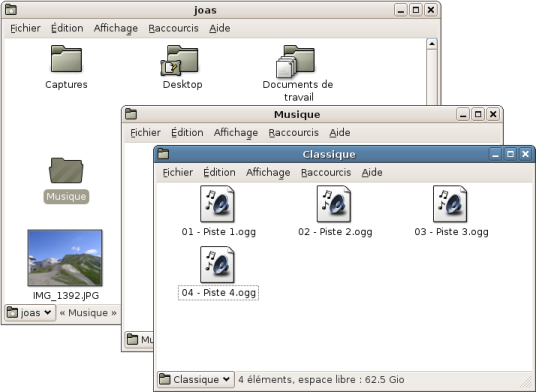 joas
Fichier Édition Affichage Raccourcis Aide
Captures
Desktop
Documents de
travail
Musique
IMG_1392.JPG
joas « Musique »
Musique
Fichier Édition Affichage Raccourcis Aide
Mu
Classique
Fichier Édition Affichage Raccourcis Aide
01 - Piste 1.ogg
02 - Piste 2.ogg
03 - Piste 3.ogg
04 - Piste 4.ogg
Classique 4 éléments, espace libre : 62.5 Gio